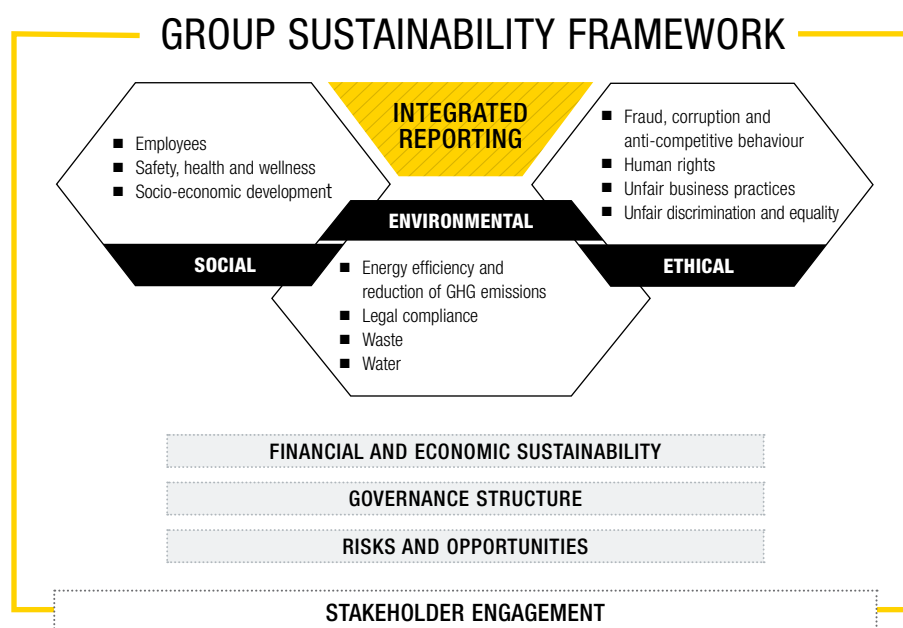 GROUP SUSTAINABILITY FRAMEWORK
INTEGRATED
REPORTING
■ Employees
■ Safety, health and wellness
■ Socio-economic development
SOCIAL
ENVIRONMENTAL
■ Energy efficiency and
reduction of GHG emissions
■ Legal compliance
■ Waste
■ Water
■ Fraud, corruption and
anti-competitive behaviour
■ Human rights
■ Unfair business practices
■ Unfair discrimination and equality
ETHICAL
FINANCIAL AND ECONOMIC SUSTAINABILITY
GOVERNANCE STRUCTURE
RISKS AND OPPORTUNITIES
STAKEHOLDER ENGAGEMENT